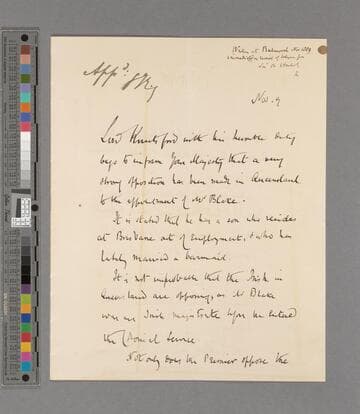 Appd.
Nov. 9
Lord Knutsford with his humble duty
begs to inform Your Majesty that a very
strong opposition has been made in Queensland
to the appointment of Mr Blake.
It is stated that he has a son who resides
at Brisbane out of employment, & who has
lately married a barmaid.
It is not improbable that the Irish in
Queensland are opposing, as Mr Blake
was an Irish magistrate before he entered
the Colonial Service.
Not only does the Premier oppose the